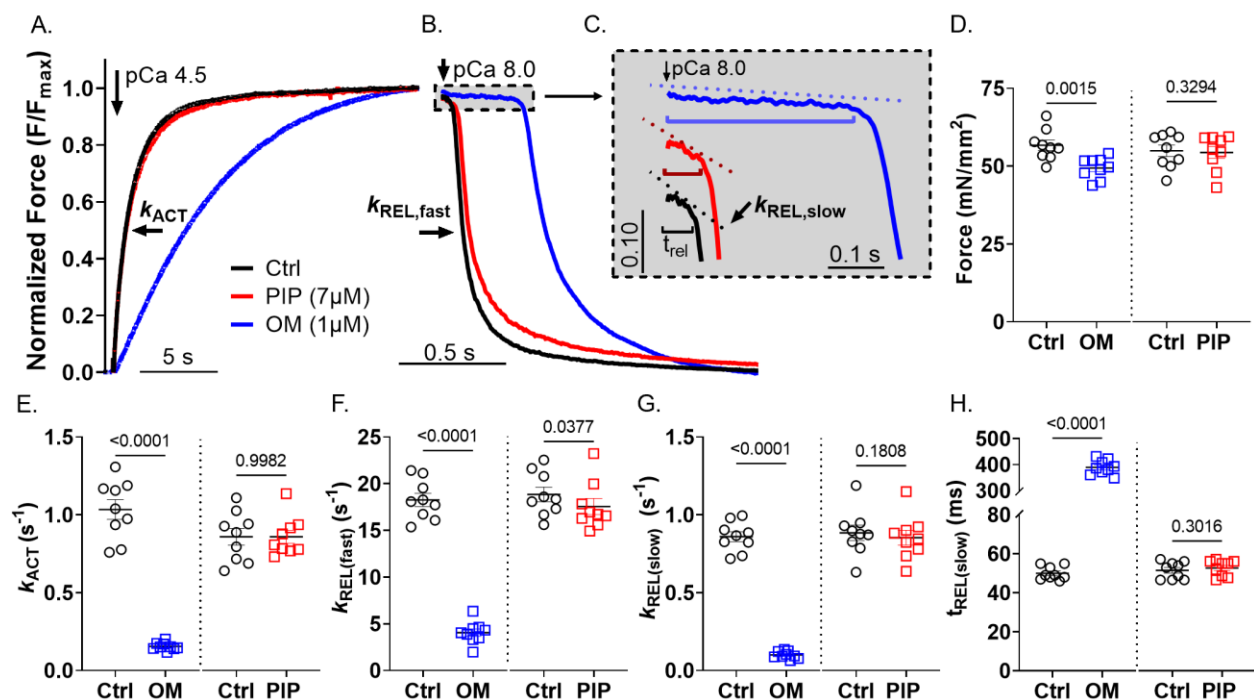 A.
B.
C.
D.
pCa 4.5
pCa 8.0
pCa 8.0
Normalized Force (F/Fmax)
1.0
0.8
0.6
0.4
0.2
0.0
kACT
kREL,fast
kREL,slow
trel
0.10
0.1 s
Ctrl
PIP (7µM)
OM (1µM)
5 s
0.5 s
Force (mN/mm²)
75
50
25
0
0.0015
0.3294
Ctrl OM Ctrl PIP
E.
F.
G.
H.
kACT (s⁻¹)
1.5
1.0
0.5
0.0
<0.0001
0.9982
Ctrl OM Ctrl PIP
kREL(fast) (s⁻¹)
25
20
15
10
5
0
<0.0001
0.0377
Ctrl OM Ctrl PIP
kREL(slow) (s⁻¹)
1.5
1.0
0.5
0.0
<0.0001
0.1808
Ctrl OM Ctrl PIP
tREL(slow) (ms)
500
400
300
80
60
40
20
0
<0.0001
0.3016
Ctrl OM Ctrl PIP